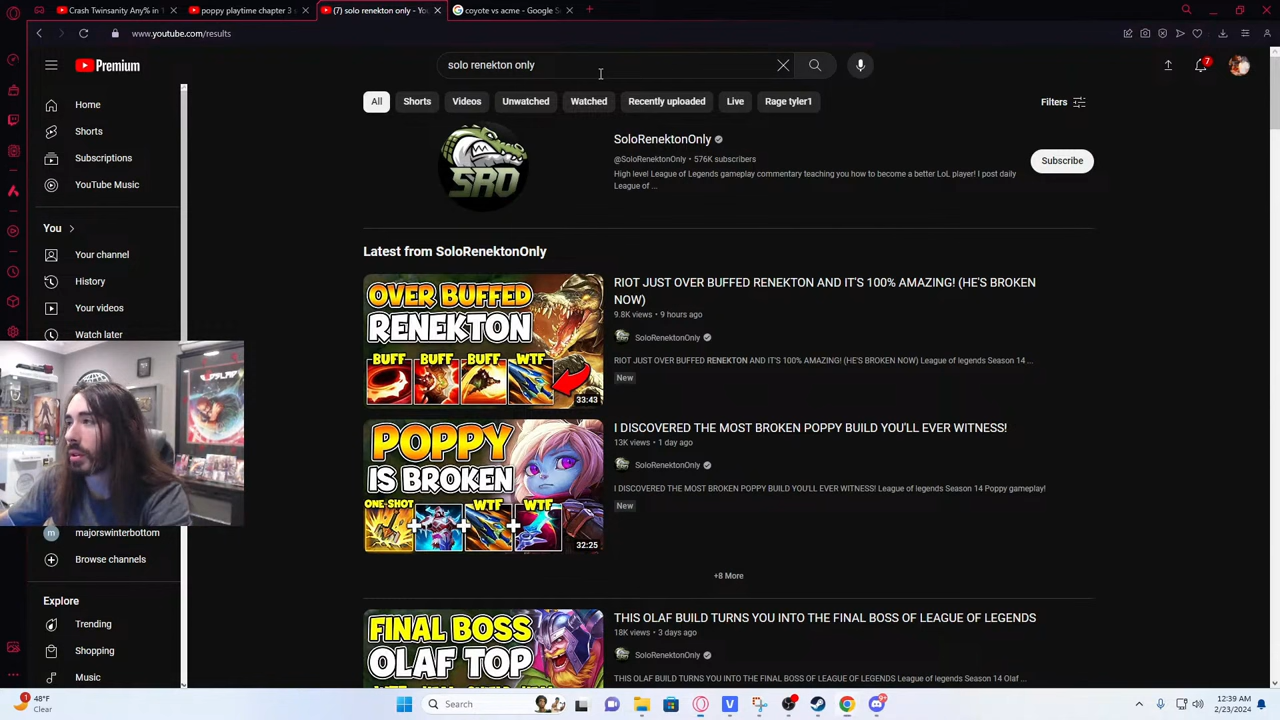 Crash Twinsanity Any% in 1
poppy playtime chapter 3
(7) solo renekton only - You
coyote vs acme - Google S
www.youtube.com/results
Premium
solo renekton only
7
All
Shorts
Videos
Unwatched
Watched
Recently uploaded
Live
Rage tyler1
Filters
Home
Shorts
Subscriptions
YouTube Music
You
Your channel
History
Your videos
Watch later
majorswinterbottom
Browse channels
Explore
Trending
Shopping
Music
SRO
SoloRenektonOnly
@SoloRenektonOnly • 576K subscribers
High level League of Legends gameplay commentary teaching you how to become a better LoL player! I post daily
League of ...
Subscribe
Latest from SoloRenektonOnly
OVER BUFFED
RENEKTON
BUFF BUFF BUFF WTF
33:43
RIOT JUST OVER BUFFED RENEKTON AND IT'S 100% AMAZING! (HE'S BROKEN
NOW)
9.8K views • 9 hours ago
SoloRenektonOnly
RIOT JUST OVER BUFFED RENEKTON AND IT'S 100% AMAZING! (HE'S BROKEN NOW) League of legends Season 14 ...
New
POPPY
IS BROKEN
ONE-SHOT WTF WTF
32:25
I DISCOVERED THE MOST BROKEN POPPY BUILD YOU'LL EVER WITNESS!
13K views • 1 day ago
SoloRenektonOnly
I DISCOVERED THE MOST BROKEN POPPY BUILD YOU'LL EVER WITNESS! League of legends Season 14 Poppy gameplay!
New
+8 More
FINAL BOSS
OLAF TOP
THIS OLAF BUILD TURNS YOU INTO THE FINAL BOSS OF LEAGUE OF LEGENDS
18K views • 3 days ago
SoloRenektonOnly
THIS OLAF BUILD TURNS YOU INTO THE FINAL BOSS OF LEAGUE OF LEGENDS League of legends Season 14 Olaf ...
1
48°F
Clear
Search
12:39 AM
2/23/2024